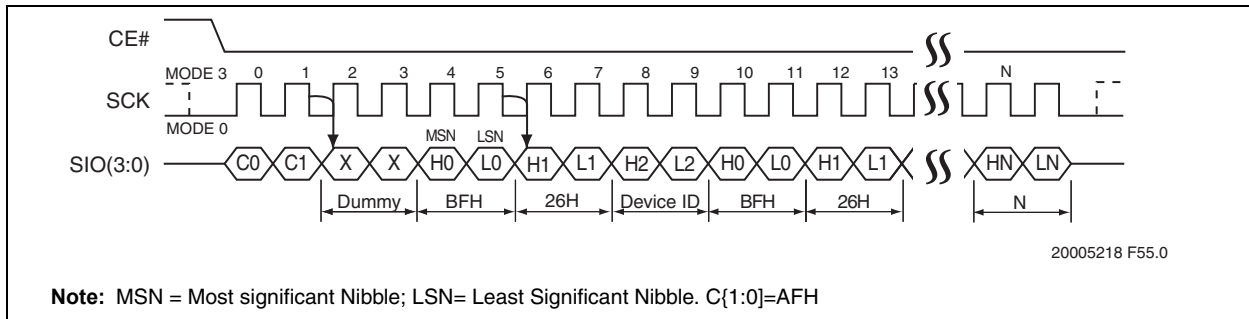 CE#
MODE 3 0 1 2 3 4 5 6 7 8 9 10 11 12 13 N
SCK
MODE 0
MSN LSN
SIO(3:0) C0 C1 X X H0 L0 H1 L1 H2 L2 H0 L0 H1 L1 HN LN
Dummy BFH 26H Device ID BFH 26H N
20005218 F55.0
Note: MSN = Most significant Nibble; LSN= Least Significant Nibble. C{1:0]=AFH